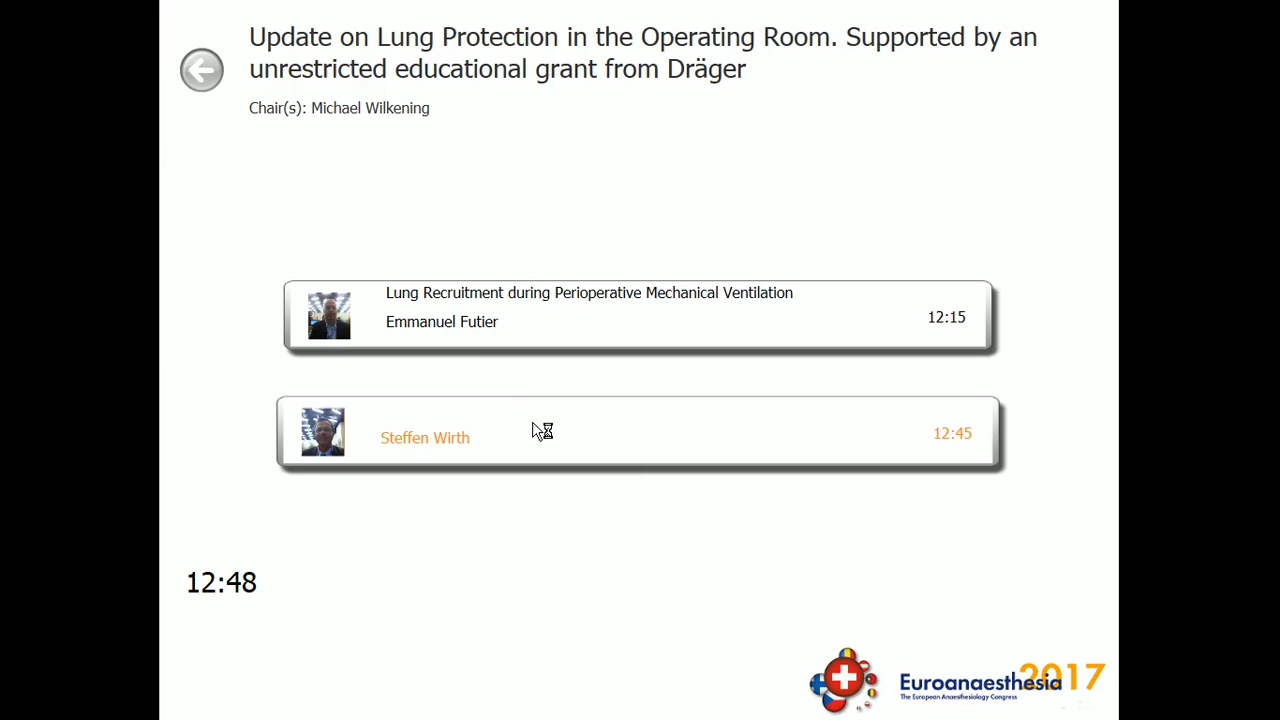 Update on Lung Protection in the Operating Room. Supported by an
unrestricted educational grant from Dräger
Chair(s): Michael Wilkening
Lung Recruitment during Perioperative Mechanical Ventilation
Emmanuel Futier
12:15
Steffen Wirth
12:45
12:48
Euroanaesthesia 2017
The European Anaesthesiology Congress